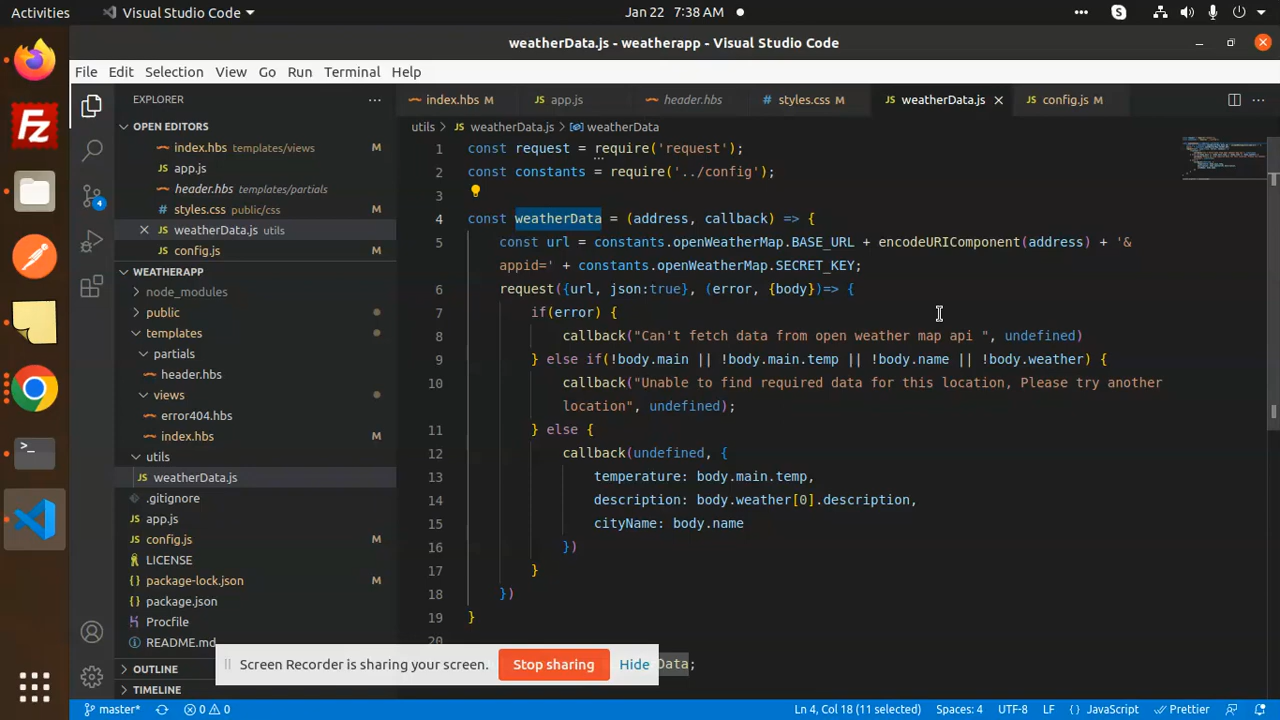 Activities
Visual Studio Code
Jan 22 7:38 AM
weatherData.js - weatherapp - Visual Studio Code
File Edit Selection View Go Run Terminal Help
EXPLORER
OPEN EDITORS
index.hbs templates/views M
app.js
header.hbs templates/partials
styles.css public/css M
weatherData.js utils
config.js M
WEATHERAPP
node_modules
public
templates
partials
header.hbs
views
error404.hbs
index.hbs
utils
weatherData.js
.gitignore
app.js
config.js M
LICENSE
package-lock.json M
package.json
Procfile
README.md
OUTLINE
TIMELINE
4
index.hbs M app.js header.hbs styles.css M weatherData.js config.js M
utils > weatherData.js > weatherData
1 const request = require('request');
2 const constants = require('../config');
3
4 const weatherData = (address, callback) => {
5 const url = constants.openWeatherMap.BASE_URL + encodeURIComponent(address) + '&
appid=' + constants.openWeatherMap.SECRET_KEY;
6 request({url, json:true}, (error, {body})=> {
7 if(error) {
8 callback("Can't fetch data from open weather map api ", undefined)
9 } else if(!body.main || !body.main.temp || !body.name || !body.weather) {
10 callback("Unable to find required data for this location, Please try another
location", undefined);
11 } else {
12 callback(undefined, {
13 temperature: body.main.temp,
14 description: body.weather[0].description,
15 cityName: body.name
16 })
17 }
18 })
19 }
20
Data;
Screen Recorder is sharing your screen. Stop sharing Hide
master* 0 0 Ln 4, Col 18 (11 selected) Spaces: 4 UTF-8 LF { } JavaScript Prettier